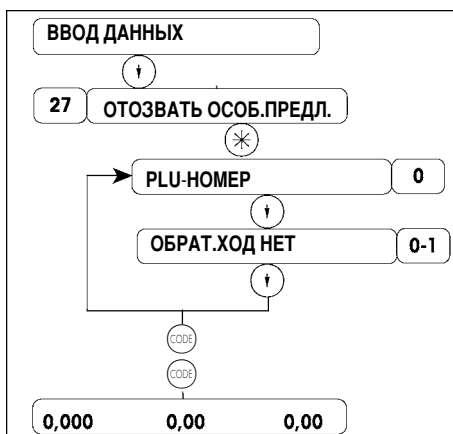 ВВОД ДАННЫХ
27 ОТОЗВАТЬ ОСОБ.ПРЕДЛ.
PLU-НОМЕР 0
ОБРАТ.ХОД НЕТ 0-1
CODE
CODE
0,000 0,00 0,00